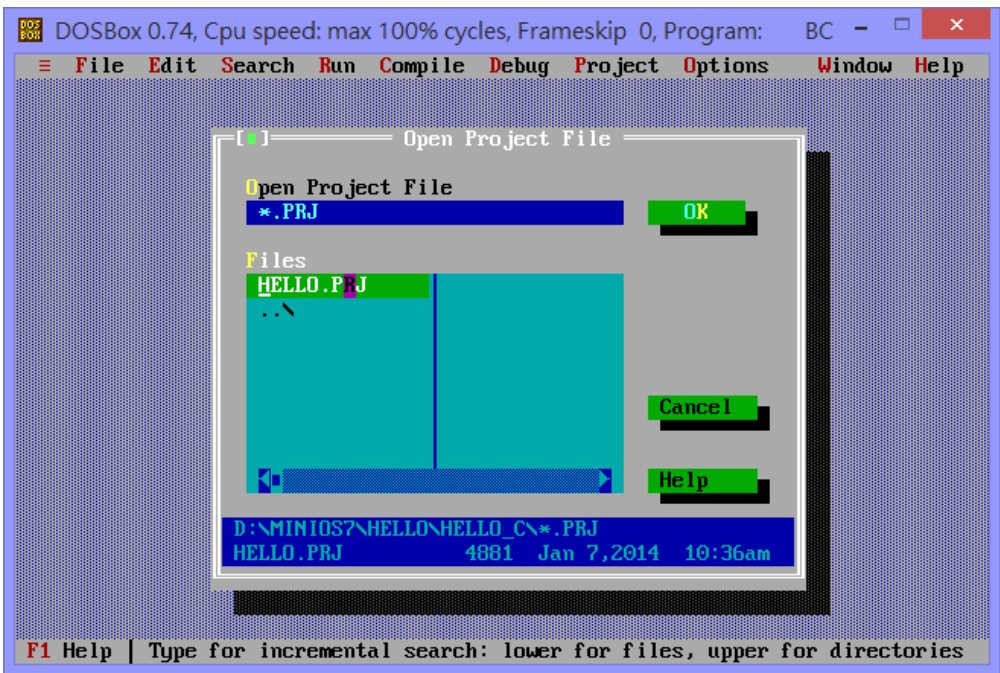 DOSBox 0.74, Cpu speed: max 100% cycles, Frameskip 0, Program: BC
≡ File Edit Search Run Compile Debug Project Options Window Help
[■] Open Project File
Open Project File
*.PRJ
OK
Files
HELLO.PRJ
..\
Cancel
Help
D:\MINIOS7\HELLO\HELLO_C\*.PRJ
HELLO.PRJ 4881 Jan 7,2014 10:36am
F1 Help | Type for incremental search: lower for files, upper for directories